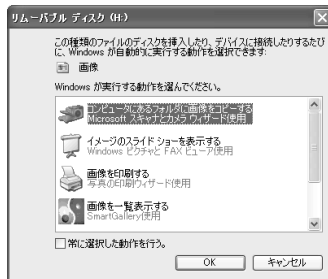 リムーバブル ディスク (H:)
この種類のファイルのディスクを挿入したり、デバイスに接続したりするたび
に、Windows が自動的に実行する動作を選択できます:
画像
Windows が実行する動作を選んでください。
コンピュータにあるフォルダに画像をコピーする
Microsoft スキャナとカメラ ウィザード使用
イメージのスライド ショーを表示する
Windows ピクチャと FAX ビューア使用
画像を印刷する
写真の印刷ウィザード使用
画像を一覧表示する
SmartGallery使用
常に選択した動作を行う。
OK
キャンセル